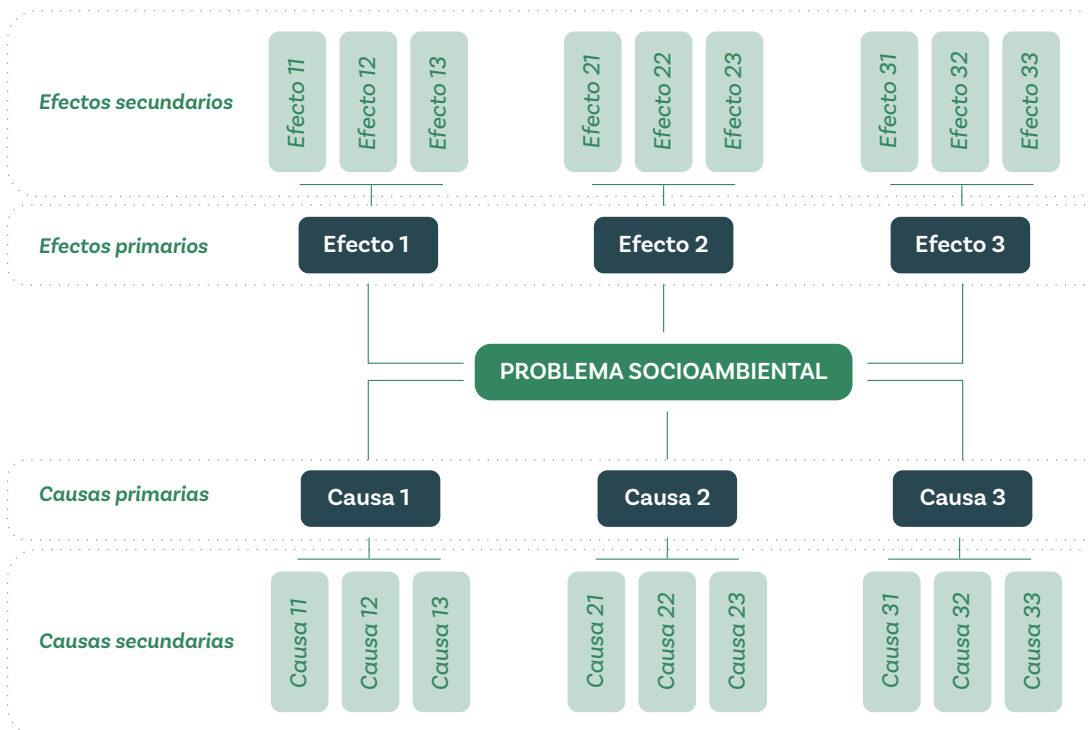 Efectos secundarios
Efecto 11
Efecto 12
Efecto 13
Efecto 21
Efecto 22
Efecto 23
Efecto 31
Efecto 32
Efecto 33
Efectos primarios
Efecto 1
Efecto 2
Efecto 3
PROBLEMA SOCIOAMBIENTAL
Causas primarias
Causa 1
Causa 2
Causa 3
Causas secundarias
Causa 11
Causa 12
Causa 13
Causa 21
Causa 22
Causa 23
Causa 31
Causa 32
Causa 33